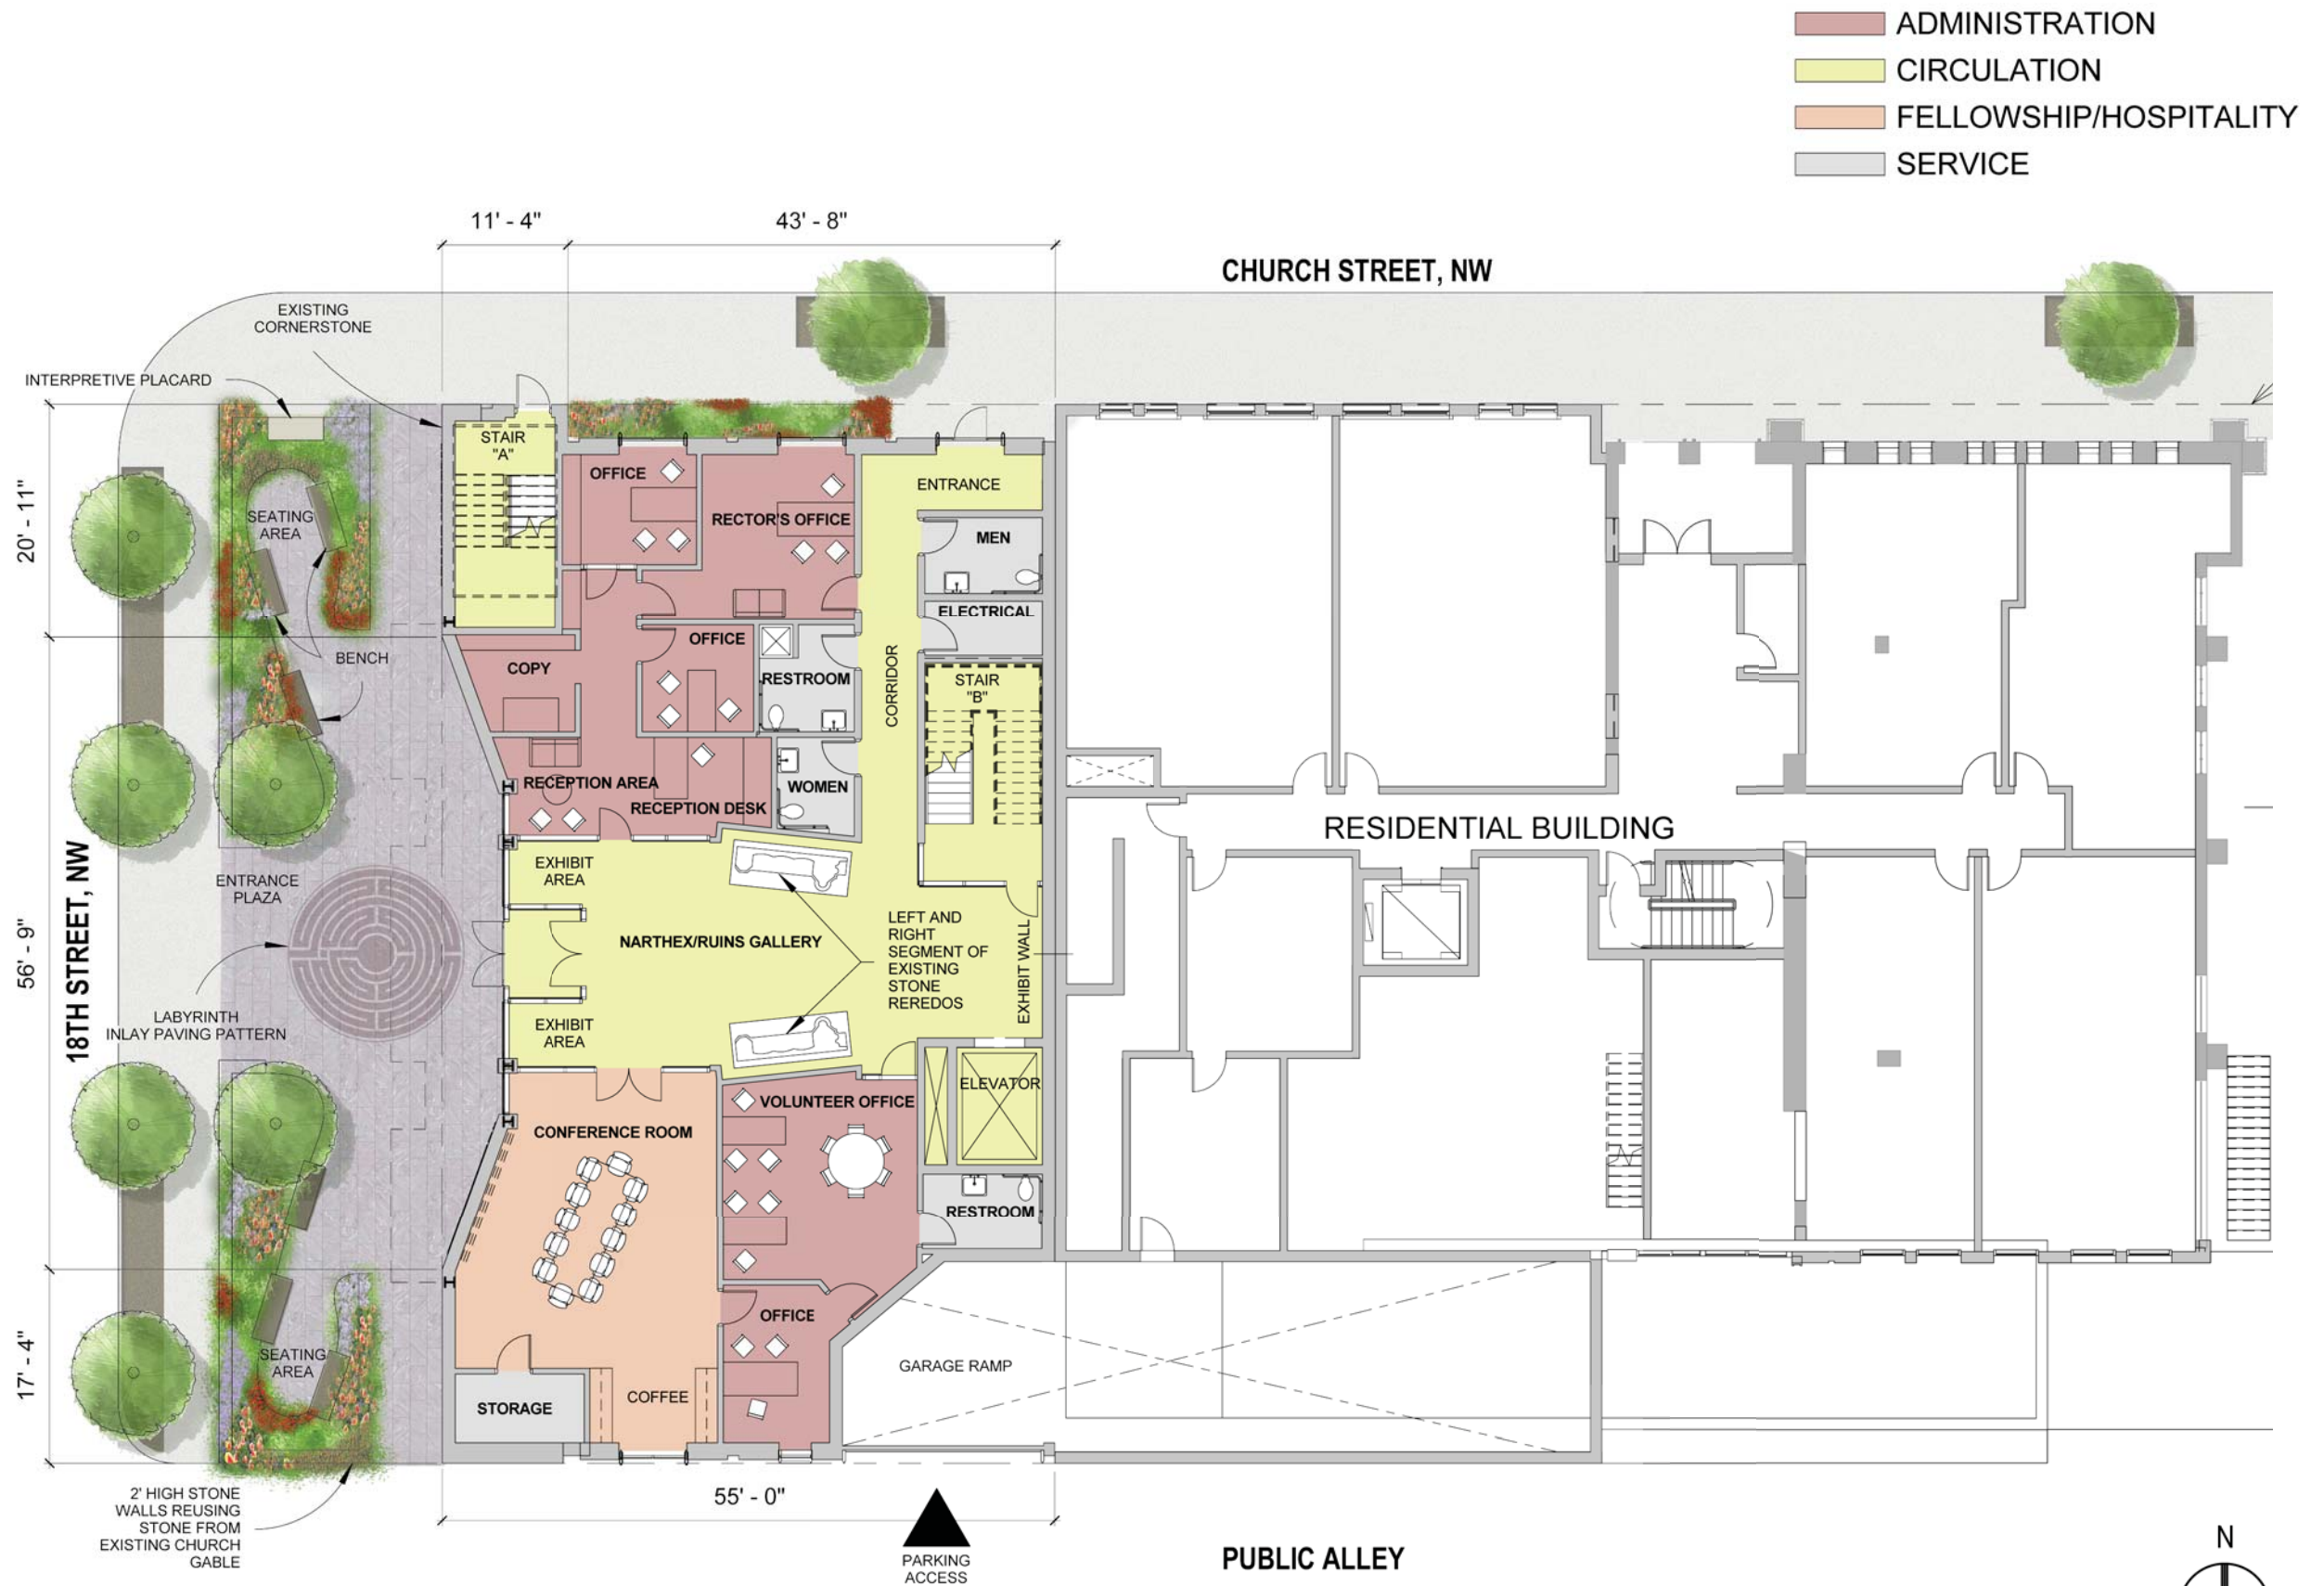 ADMINISTRATION
CIRCULATION
FELLOWSHIP/HOSPITALITY
SERVICE
11' - 4"
43' - 8"
CHURCH STREET, NW
EXISTING
CORNERSTONE
INTERPRETIVE PLACARD
20' - 11"
STAIR
"A"
OFFICE
RECTOR'S OFFICE
ENTRANCE
SEATING
AREA
MEN
ELECTRICAL
BENCH
COPY
OFFICE
RESTROOM
CORRIDOR
STAIR
"B"
RECEPTION AREA
RECEPTION DESK
WOMEN
RESIDENTIAL BUILDING
18TH STREET, NW
56' - 9"
ENTRANCE
PLAZA
EXHIBIT
AREA
NARTHEX/RUINS GALLERY
LEFT AND
RIGHT
SEGMENT OF
EXISTING
STONE
REREDOS
EXHIBIT WALL
LABYRINTH
INLAY PAVING PATTERN
EXHIBIT
AREA
ELEVATOR
VOLUNTEER OFFICE
CONFERENCE ROOM
RESTROOM
17' - 4"
SEATING
AREA
OFFICE
GARAGE RAMP
STORAGE
COFFEE
2' HIGH STONE
WALLS REUSING
STONE FROM
EXISTING CHURCH
GABLE
55' - 0"
PARKING
ACCESS
PUBLIC ALLEY
N